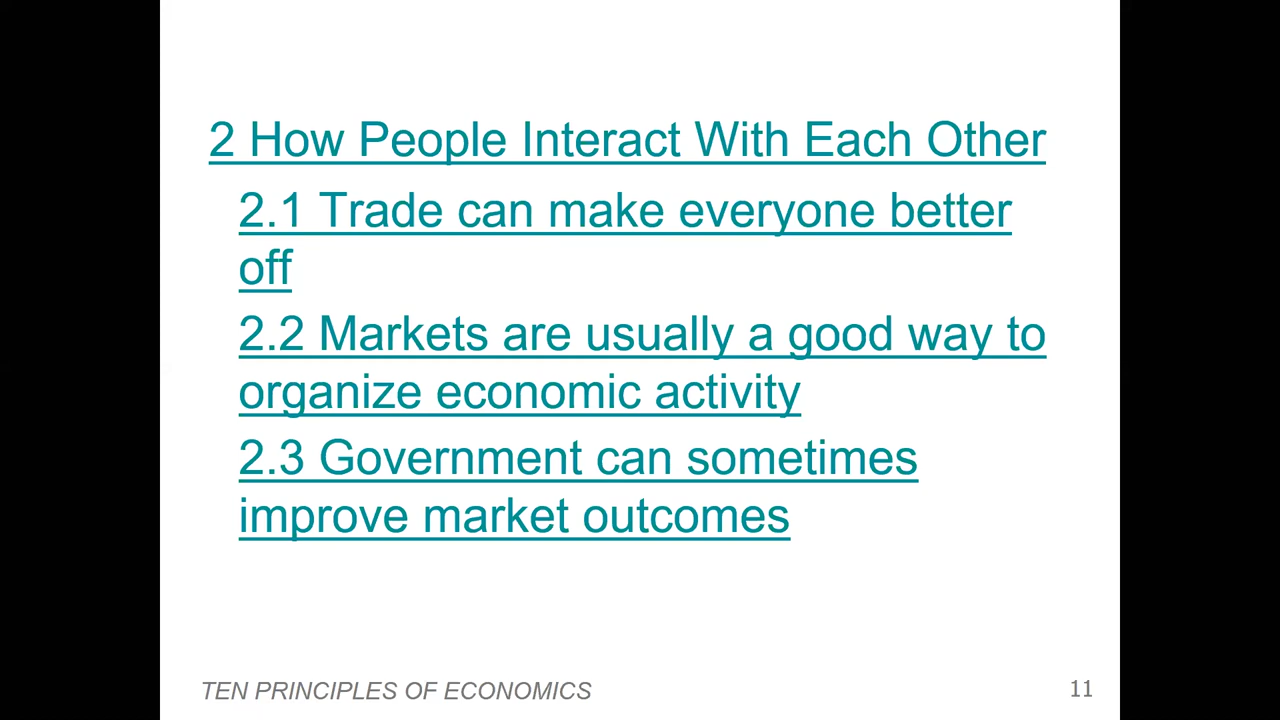 2 How People Interact With Each Other
2.1 Trade can make everyone better
off
2.2 Markets are usually a good way to
organize economic activity
2.3 Government can sometimes
improve market outcomes
TEN PRINCIPLES OF ECONOMICS
11